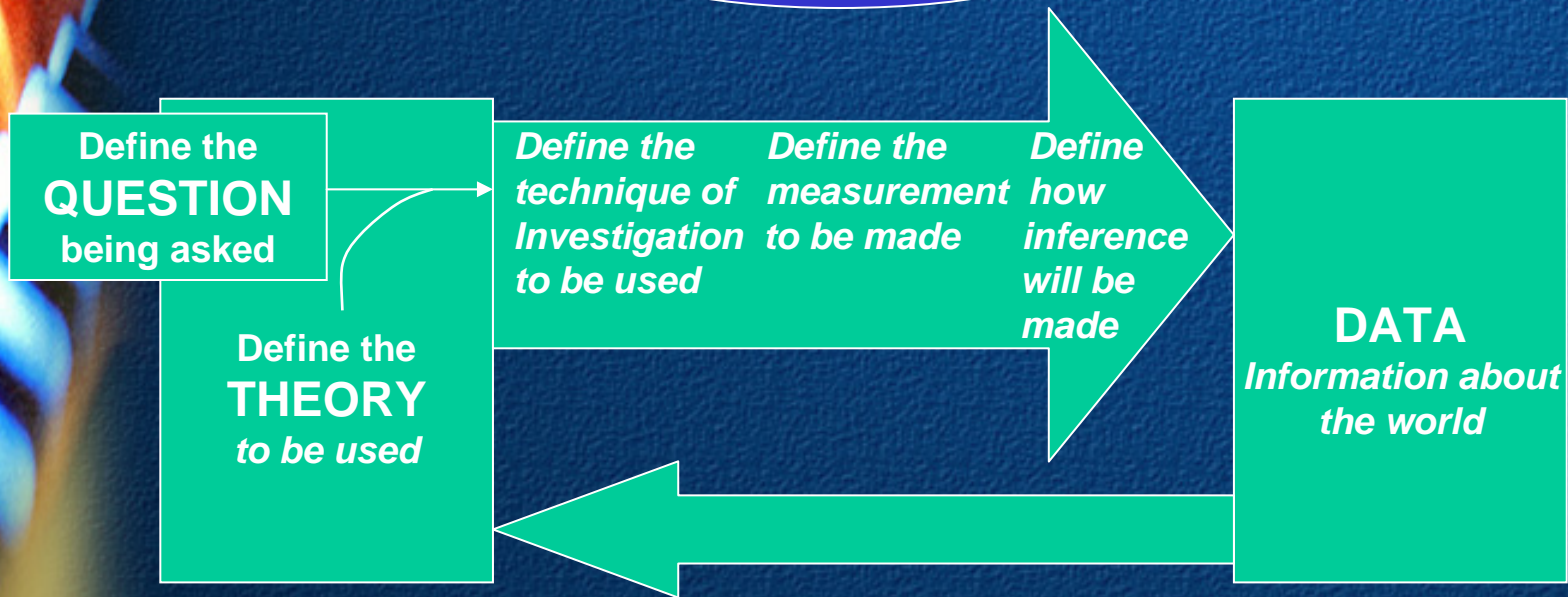 Define the
QUESTION
being asked
Define the
THEORY
to be used
Define the
technique of
Investigation
to be used
Define the
measurement
to be made
Define
how
inference
will be
made
DATA
Information about
the world